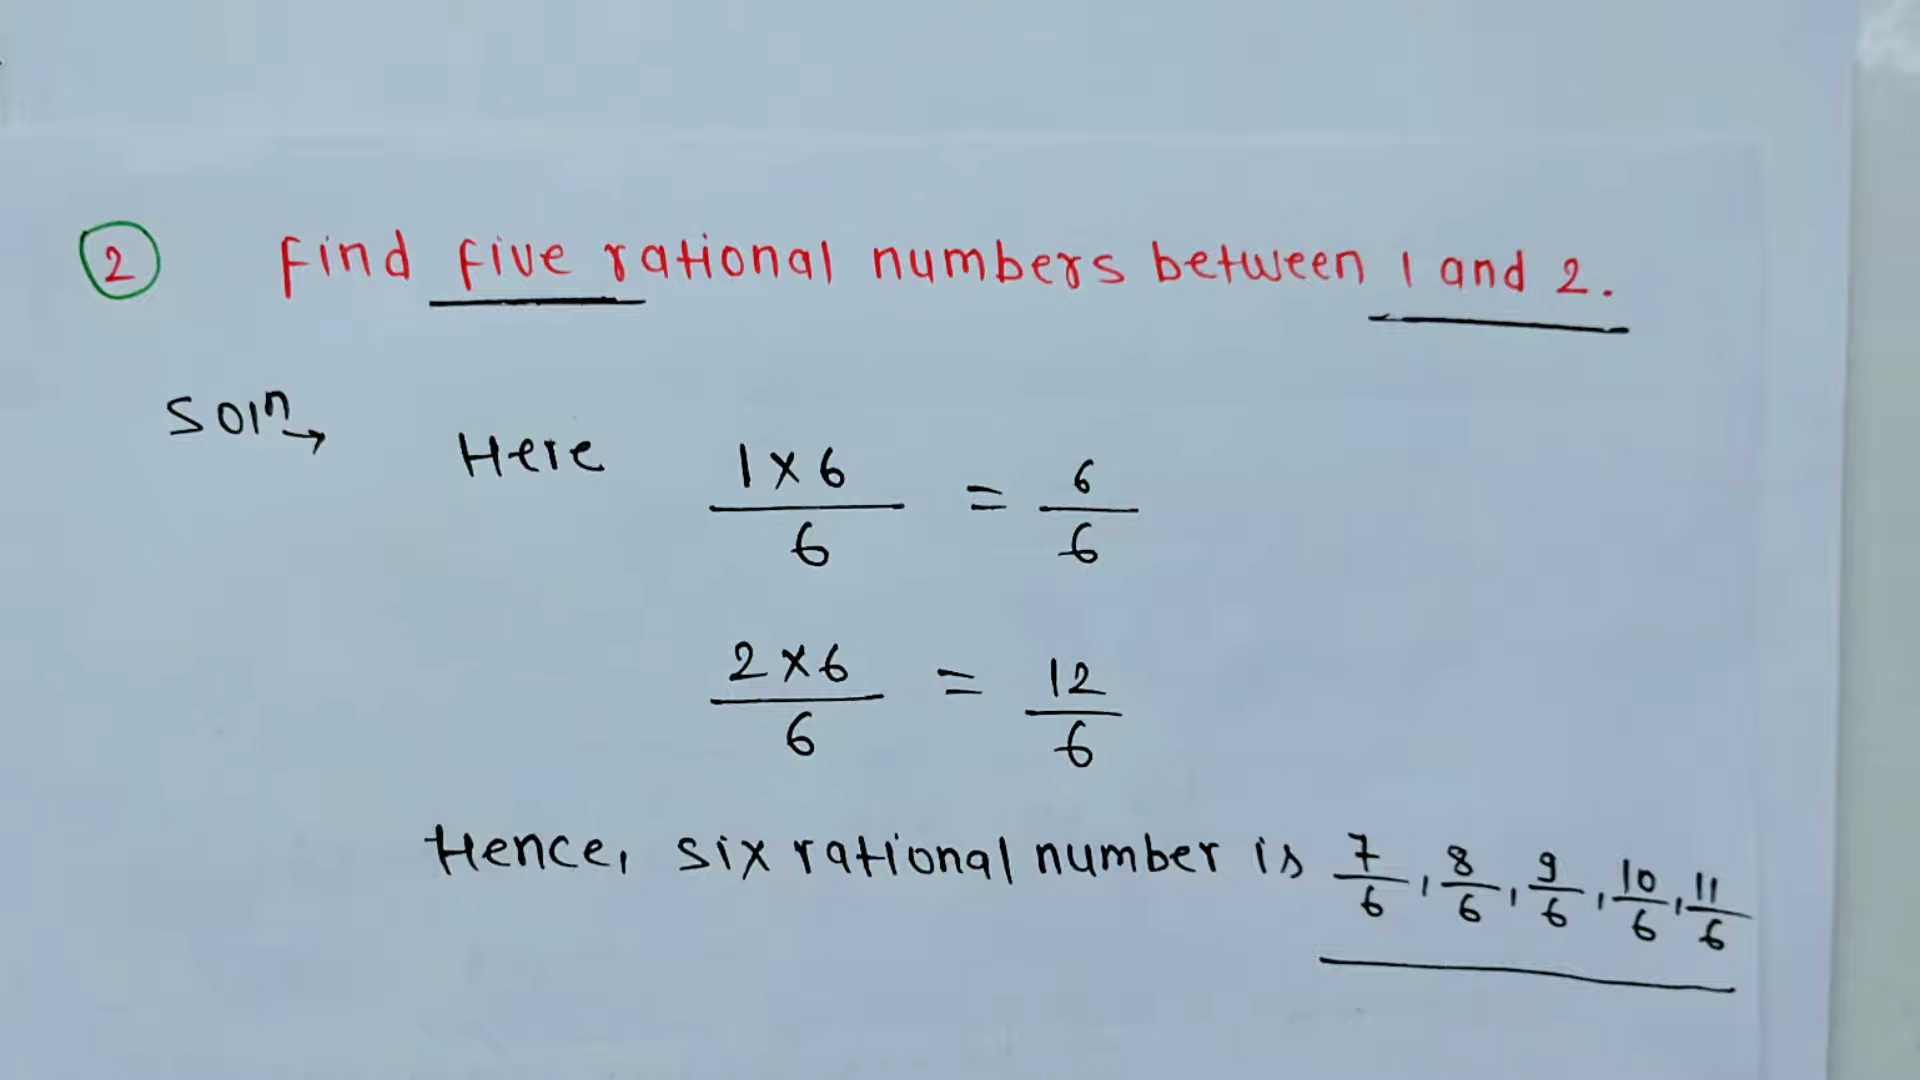 2 Find five rational numbers between 1 and 2.
Soln→ Here 1×6/6 = 6/6
2×6/6 = 12/6
Hence, six rational number is 7/6, 8/6, 9/6, 10/6, 11/6